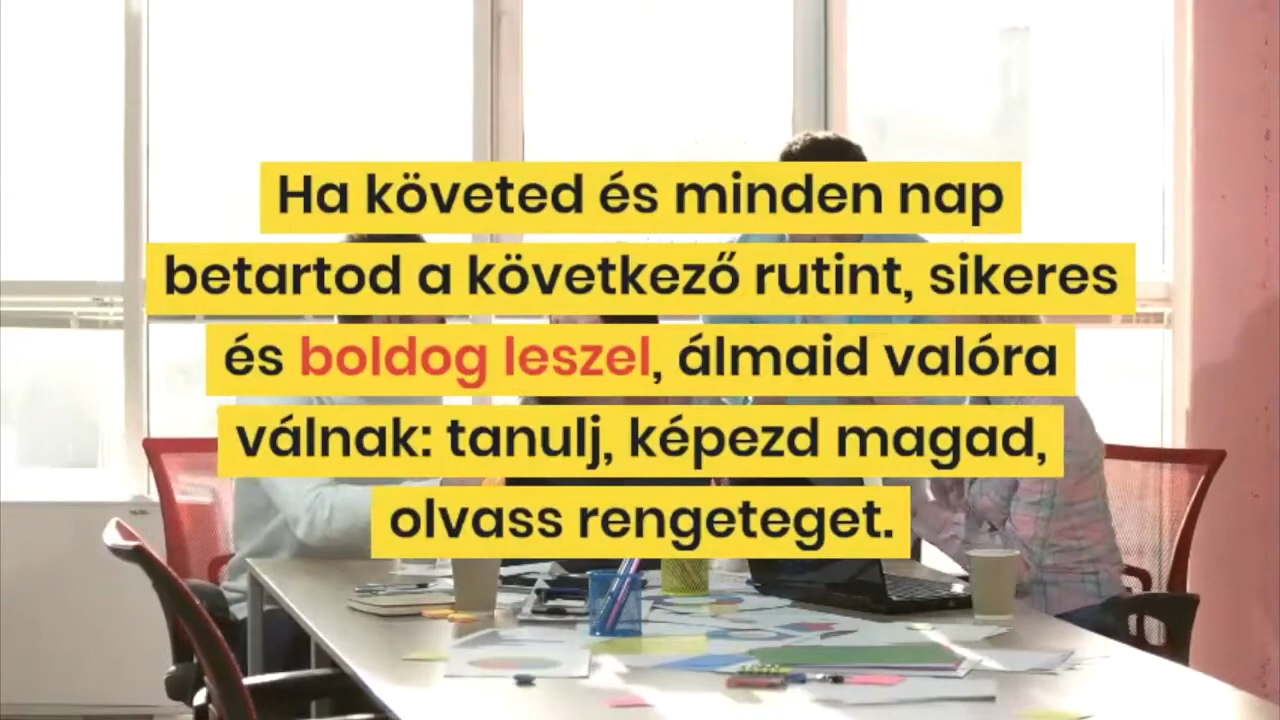 Ha követed és minden nap
betartod a következő rutint, sikeres
és boldog leszel, álmaid valóra
válnak: tanulj, képezd magad,
olvass rengeteget.